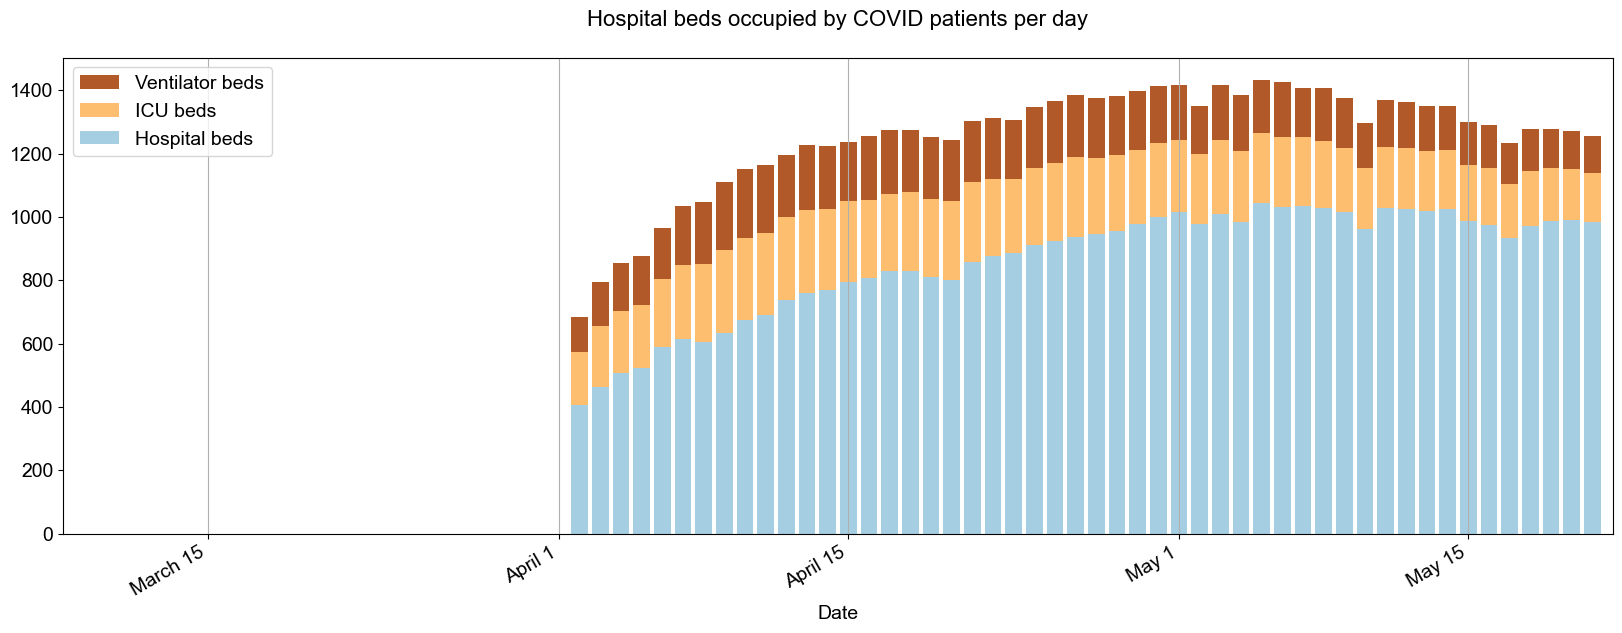 Hospital beds occupied by COVID patients per day
Ventilator beds
ICU beds
Hospital beds
1400
1200
1000
800
600
400
200
0
March 15
April 1
April 15
May 1
May 15
Date